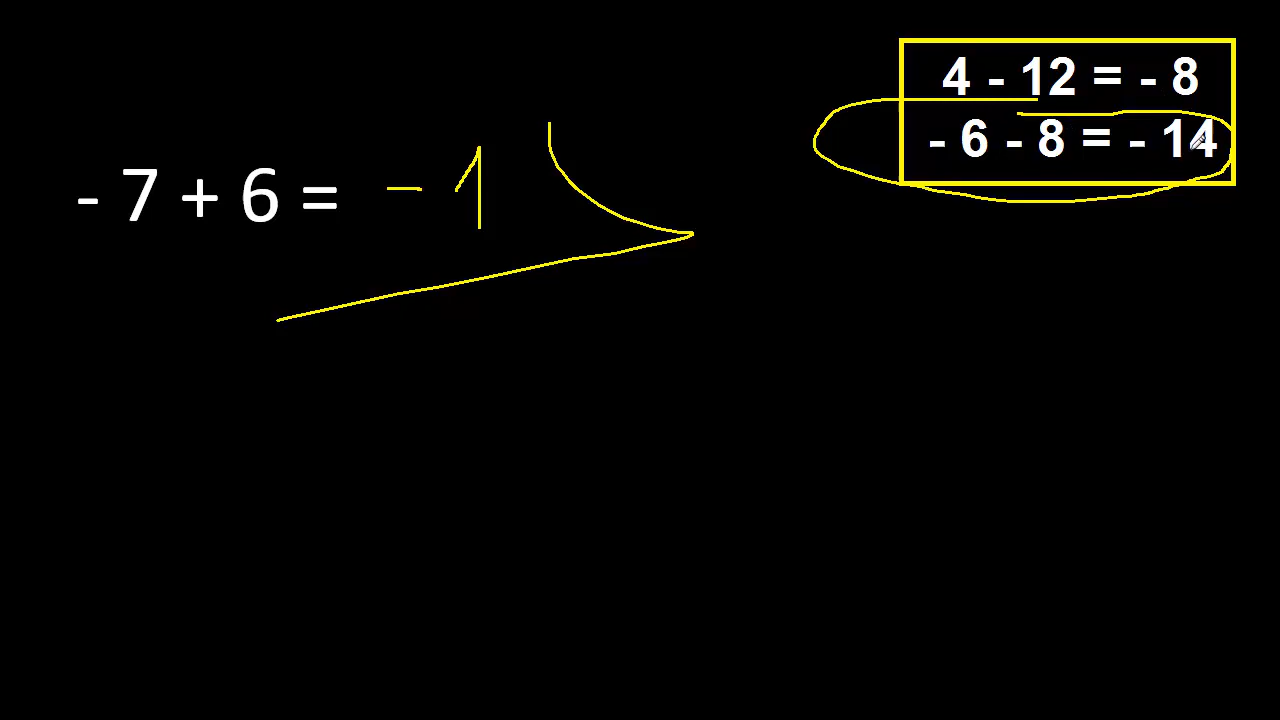 4 - 12 = - 8
- 6 - 8 = - 14
- 7 + 6 = - 1